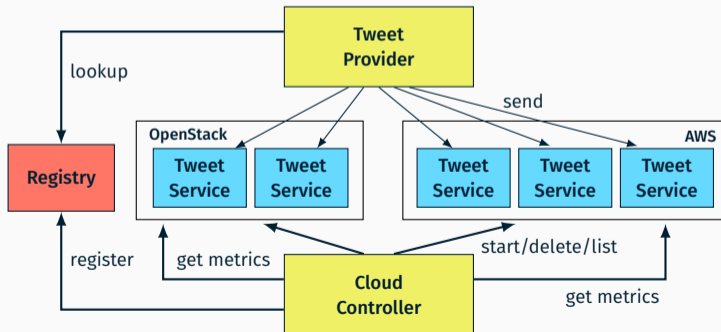 Tweet
Provider
lookup
send
OpenStack
AWS
Registry
Tweet
Service
Tweet
Service
Tweet
Service
Tweet
Service
Tweet
Service
register
get metrics
start/delete/list
get metrics
Cloud
Controller